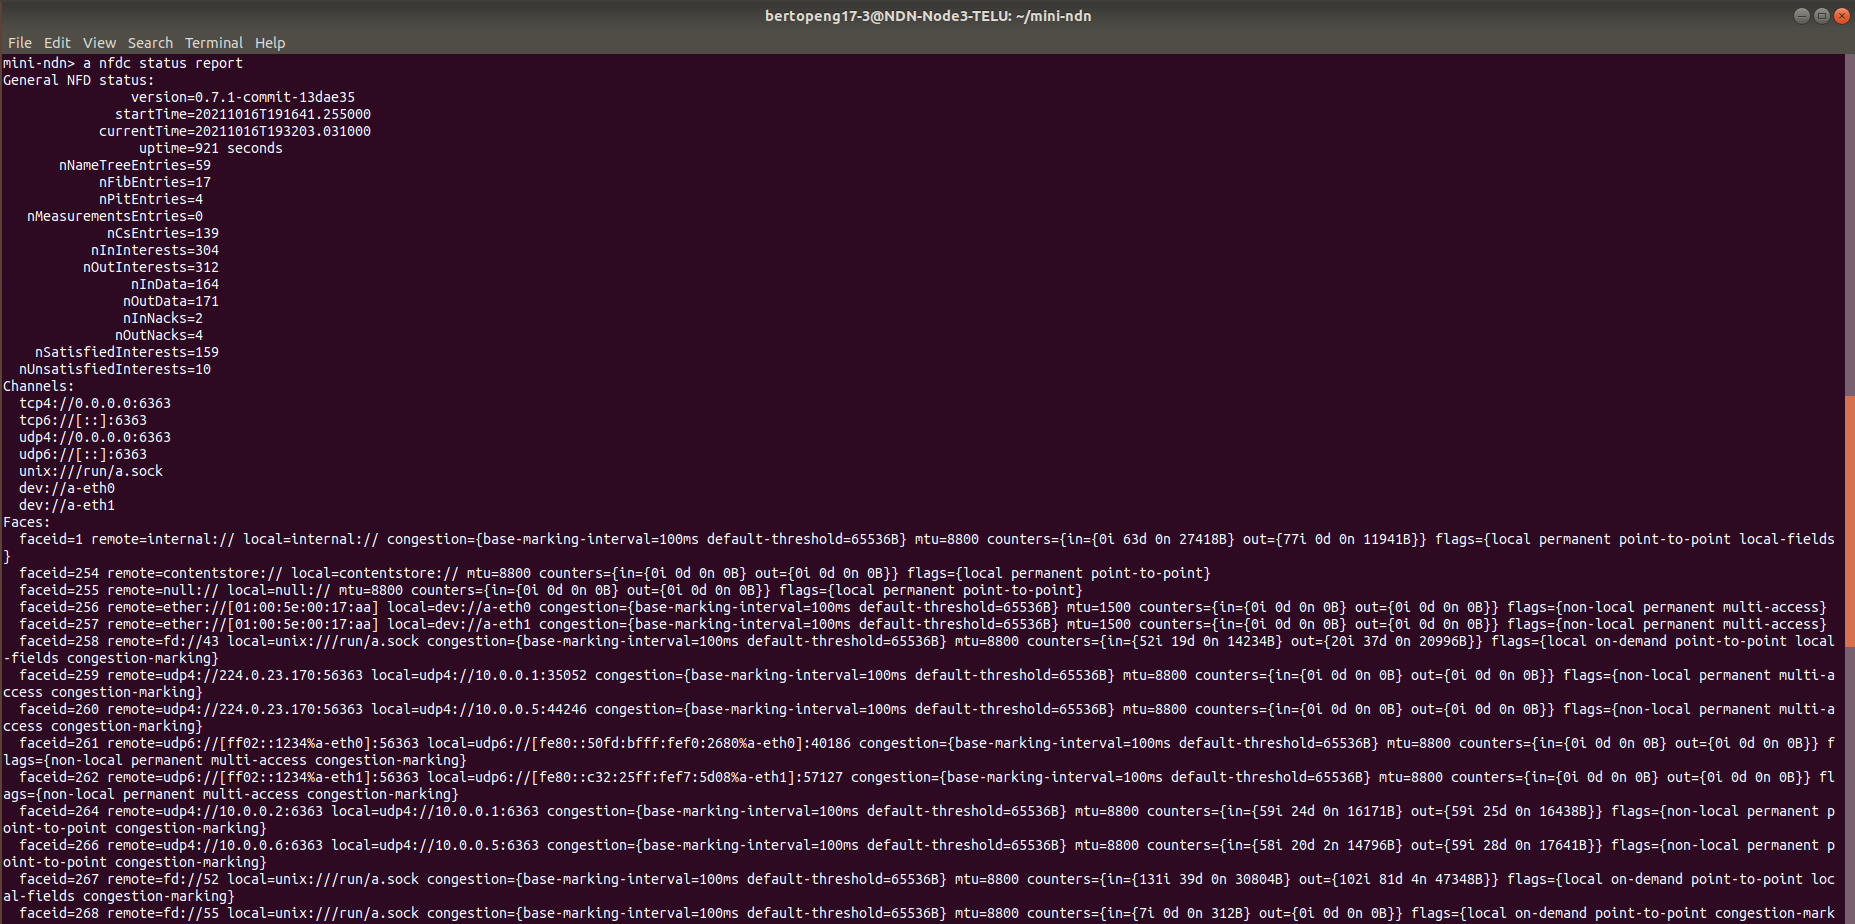 bertopeng17-3@NDN-Node3-TELU: ~/mini-ndn
File Edit View Search Terminal Help
mini-ndn> a nfdc status report
General NFD status:
version=0.7.1-commit-13dae35
startTime=20211016T191641.255000
currentTime=20211016T193203.031000
uptime=921 seconds
nNameTreeEntries=59
nFibEntries=17
nPitEntries=4
nMeasurementsEntries=0
nCsEntries=139
nInInterests=304
nOutInterests=312
nInData=164
nOutData=171
nInNacks=2
nOutNacks=4
nSatisfiedInterests=159
nUnsatisfiedInterests=10
Channels:
tcp4://0.0.0.0:6363
tcp6://[::]:6363
udp4://0.0.0.0:6363
udp6://[::]:6363
unix:///run/a.sock
dev://a-eth0
dev://a-eth1
Faces:
faceid=1 remote=internal:// local=internal:// congestion={base-marking-interval=100ms default-threshold=65536B} mtu=8800 counters={in={0i 63d 0n 27418B} out={77i 0d 0n 11941B}} flags={local permanent point-to-point local-fields
}
faceid=254 remote=contentstore:// local=contentstore:// mtu=8800 counters={in={0i 0d 0n 0B} out={0i 0d 0n 0B}} flags={local permanent point-to-point}
faceid=255 remote=null:// local=null:// mtu=8800 counters={in={0i 0d 0n 0B} out={0i 0d 0n 0B}} flags={local permanent point-to-point}
faceid=256 remote=ether://[01:00:5e:00:17:aa] local=dev://a-eth0 congestion={base-marking-interval=100ms default-threshold=65536B} mtu=1500 counters={in={0i 0d 0n 0B} out={0i 0d 0n 0B}} flags={non-local permanent multi-access}
faceid=257 remote=ether://[01:00:5e:00:17:aa] local=dev://a-eth1 congestion={base-marking-interval=100ms default-threshold=65536B} mtu=1500 counters={in={0i 0d 0n 0B} out={0i 0d 0n 0B}} flags={non-local permanent multi-access}
faceid=258 remote=fd://43 local=unix:///run/a.sock congestion={base-marking-interval=100ms default-threshold=65536B} mtu=8800 counters={in={52i 19d 0n 14234B} out={20i 37d 0n 20996B}} flags={local on-demand point-to-point local
-fields congestion-marking}
faceid=259 remote=udp4://224.0.23.170:56363 local=udp4://10.0.0.1:35052 congestion={base-marking-interval=100ms default-threshold=65536B} mtu=8800 counters={in={0i 0d 0n 0B} out={0i 0d 0n 0B}} flags={non-local permanent multi-a
ccess congestion-marking}
faceid=260 remote=udp4://224.0.23.170:56363 local=udp4://10.0.0.5:44246 congestion={base-marking-interval=100ms default-threshold=65536B} mtu=8800 counters={in={0i 0d 0n 0B} out={0i 0d 0n 0B}} flags={non-local permanent multi-a
ccess congestion-marking}
faceid=261 remote=udp6://[ff02::1234%a-eth0]:56363 local=udp6://[fe80::50fd:bfff:fef0:2680%a-eth0]:40186 congestion={base-marking-interval=100ms default-threshold=65536B} mtu=8800 counters={in={0i 0d 0n 0B} out={0i 0d 0n 0B}} f
lags={non-local permanent multi-access congestion-marking}
faceid=262 remote=udp6://[ff02::1234%a-eth1]:56363 local=udp6://[fe80::c32:25ff:fef7:5d08%a-eth1]:57127 congestion={base-marking-interval=100ms default-threshold=65536B} mtu=8800 counters={in={0i 0d 0n 0B} out={0i 0d 0n 0B}} fl
ags={non-local permanent multi-access congestion-marking}
faceid=264 remote=udp4://10.0.0.2:6363 local=udp4://10.0.0.1:6363 congestion={base-marking-interval=100ms default-threshold=65536B} mtu=8800 counters={in={59i 24d 0n 16171B} out={59i 25d 0n 16438B}} flags={non-local permanent p
oint-to-point congestion-marking}
faceid=266 remote=udp4://10.0.0.6:6363 local=udp4://10.0.0.5:6363 congestion={base-marking-interval=100ms default-threshold=65536B} mtu=8800 counters={in={58i 20d 2n 14796B} out={59i 28d 0n 17641B}} flags={non-local permanent p
oint-to-point congestion-marking}
faceid=267 remote=fd://52 local=unix:///run/a.sock congestion={base-marking-interval=100ms default-threshold=65536B} mtu=8800 counters={in={131i 39d 0n 30804B} out={102i 81d 4n 47348B}} flags={local on-demand point-to-point loc
al-fields congestion-marking}
faceid=268 remote=fd://55 local=unix:///run/a.sock congestion={base-marking-interval=100ms default-threshold=65536B} mtu=8800 counters={in={7i 0d 0n 312B} out={0i 0d 0n 0B}} flags={local on-demand point-to-point congestion-mark